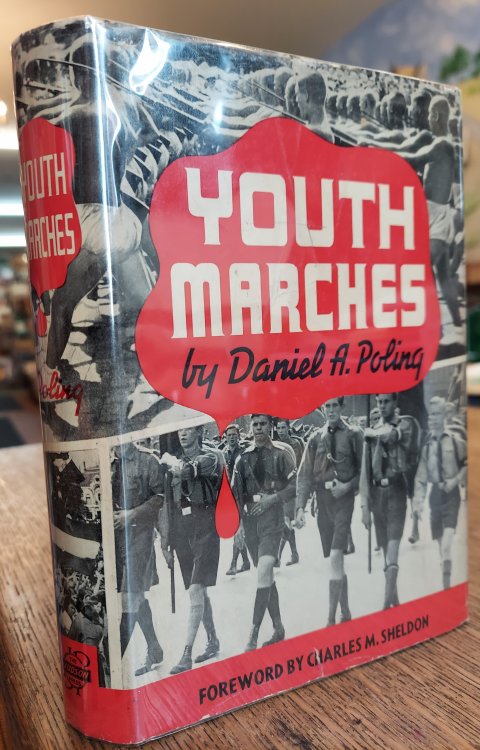 YOUTH
MARCHES
by Daniel A. Poling
FOREWORD BY CHARLES M. SHELDON
YOUTH
MARCHES
Poling